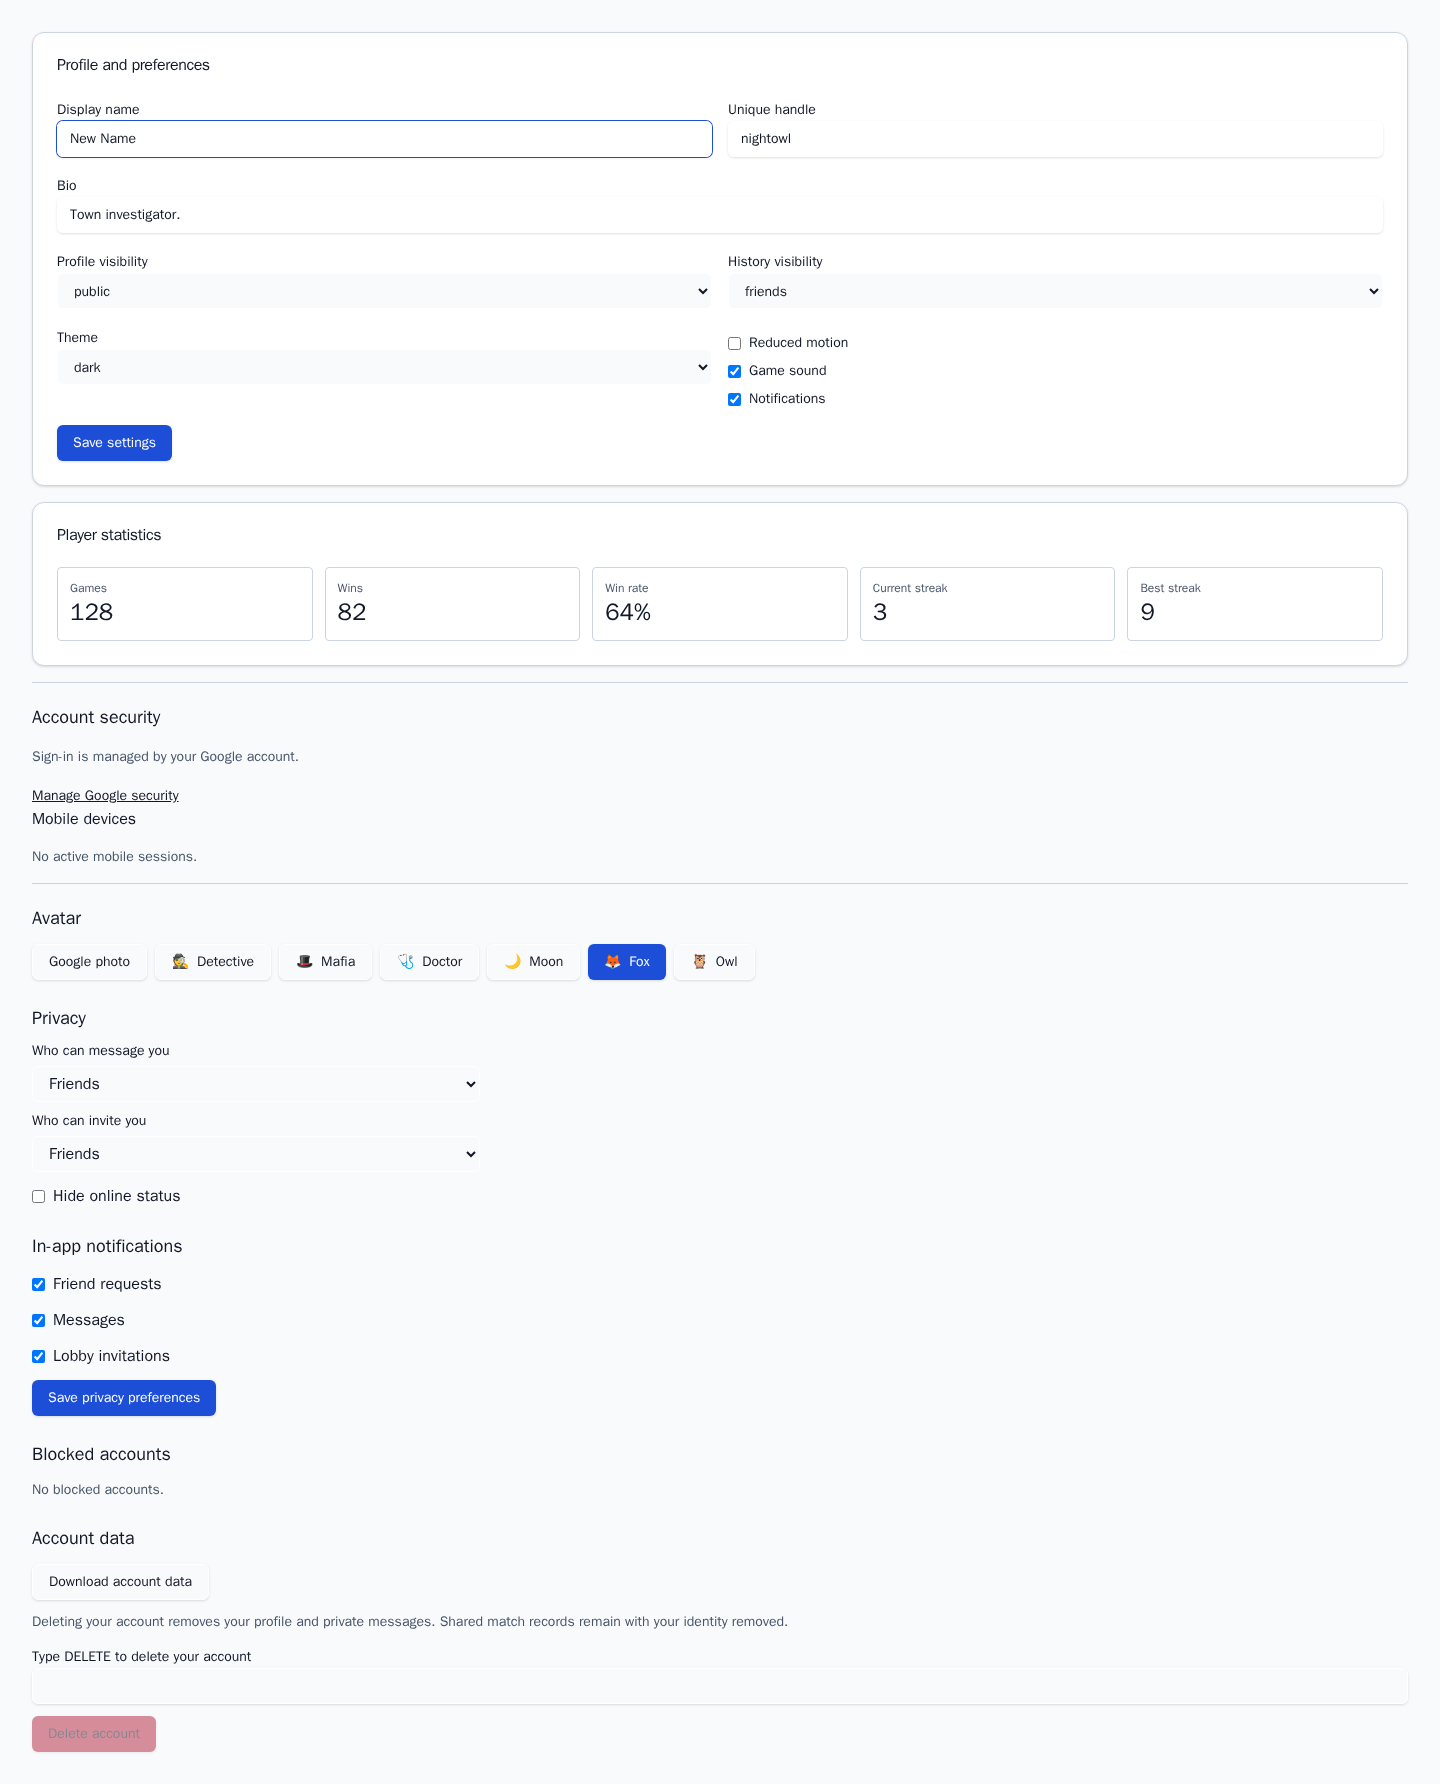 Profile and preferences
Display name
Unique handle
New Name
nightowl
Bio
Town investigator.
Profile visibility
History visibility
public
friends
Theme
Reduced motion
dark
Game sound
Notifications
Save settings
Player statistics
Games
Wins
Win rate
Current streak
Best streak
128
82
64%
3
9
Account security
Sign-in is managed by your Google account.
Manage Google security
Mobile devices
No active mobile sessions.
Avatar
Google photo
Detective
Mafia
Doctor
Moon
Fox
Owl
Privacy
Who can message you
Friends
Who can invite you
Friends
Hide online status
In-app notifications
Friend requests
Messages
Lobby invitations
Save privacy preferences
Blocked accounts
No blocked accounts.
Account data
Download account data
Deleting your account removes your profile and private messages. Shared match records remain with your identity removed.
Type DELETE to delete your account
Delete account